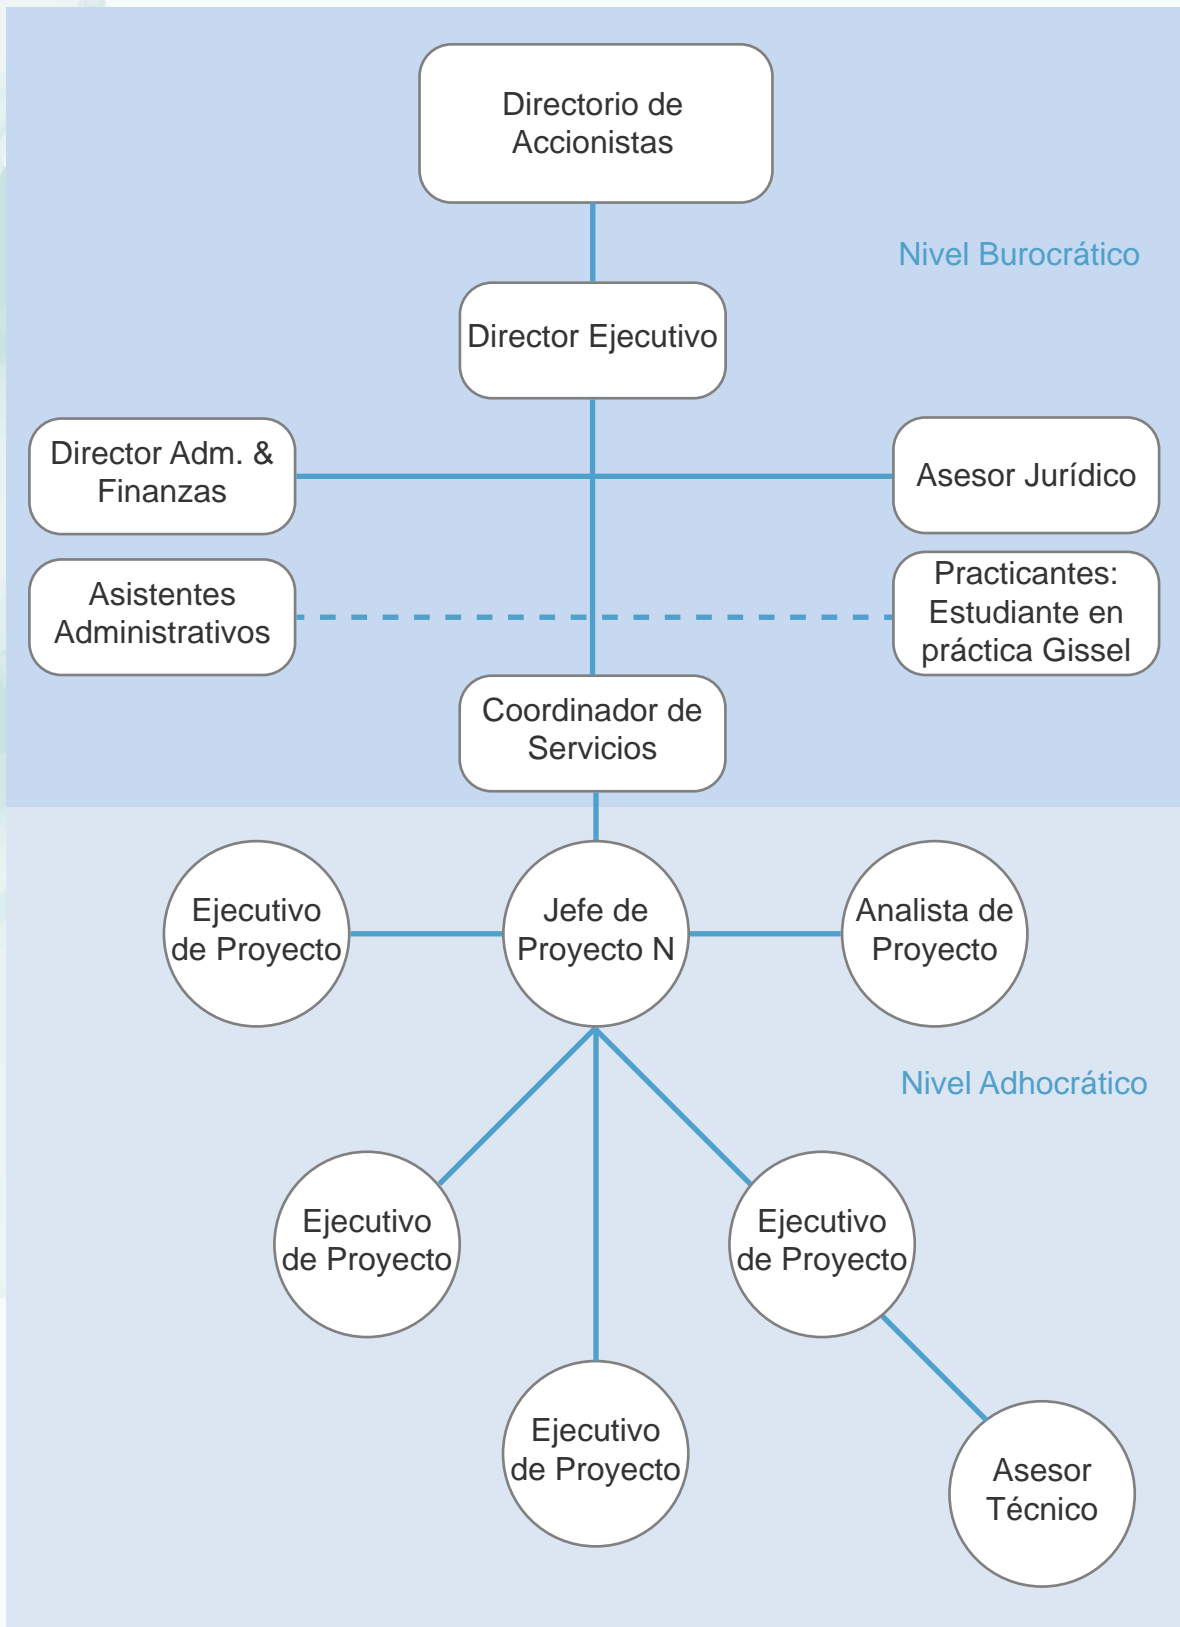 Directorio de
Accionistas
Nivel Burocrático
Director Ejecutivo
Director Adm. &
Finanzas
Asesor Jurídico
Asistentes
Administrativos
Practicantes:
Estudiante en
práctica Gissel
Coordinador de
Servicios
Ejecutivo
de Proyecto
Jefe de
Proyecto N
Analista de
Proyecto
Nivel Adhocrático
Ejecutivo
de Proyecto
Ejecutivo
de Proyecto
Ejecutivo
de Proyecto
Asesor
Técnico